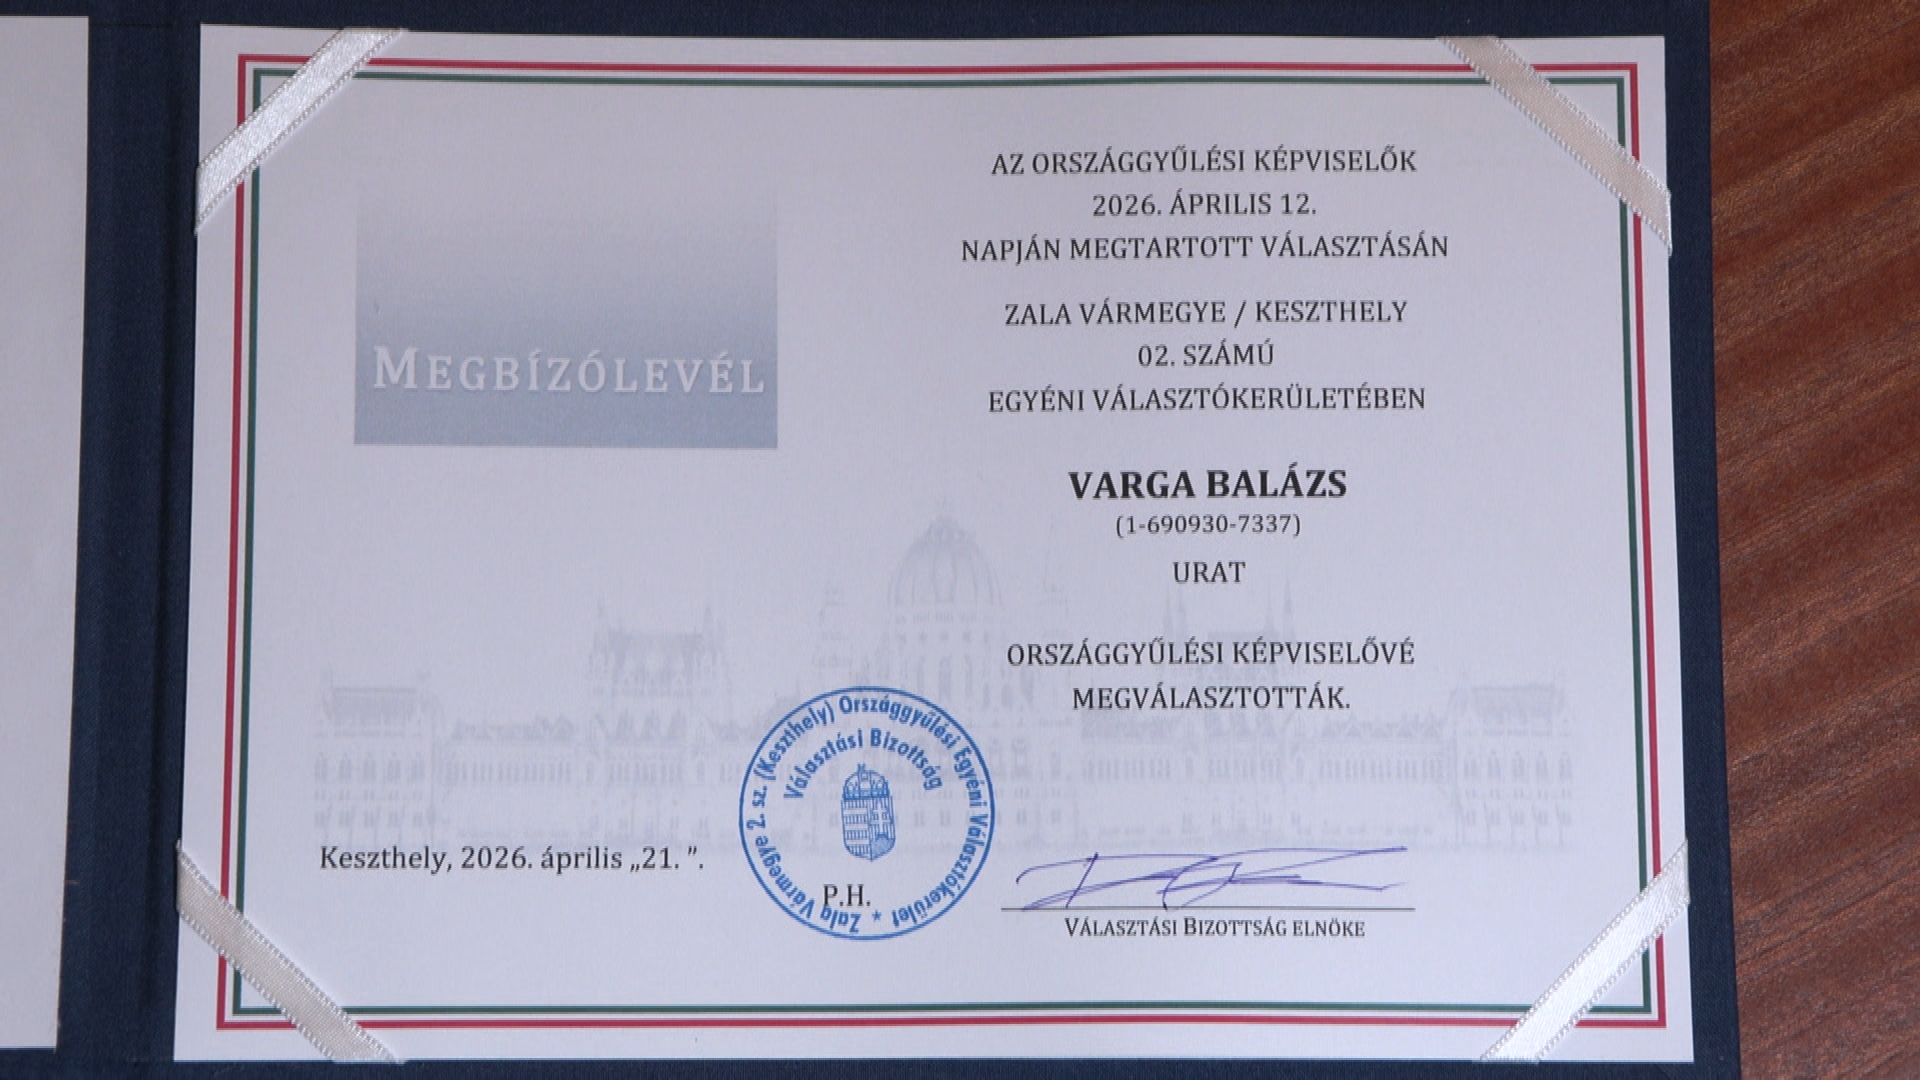 MEGBÍZÓLEVÉL
AZ ORSZÁGGYŰLÉSI KÉPVISELŐK
2026. ÁPRILIS 12.
NAPJÁN MEGTARTOTT VÁLASZTÁSÁN
ZALA VÁRMEGYE / KESZTHELY
02. SZÁMÚ
EGYÉNI VÁLASZTÓKERÜLETÉBEN
VARGA BALÁZS
(1-690930-7337)
URAT
ORSZÁGGYŰLÉSI KÉPVISELŐVÉ
MEGVÁLASZTOTTÁK.
Keszthely, 2026. április „21. ”.
Zala Vármegye 2. sz. (Keszthely) Országgyűlési Egyéni Választókerület *
Választási Bizottság
P.H.
VÁLASZTÁSI BIZOTTSÁG ELNÖKE